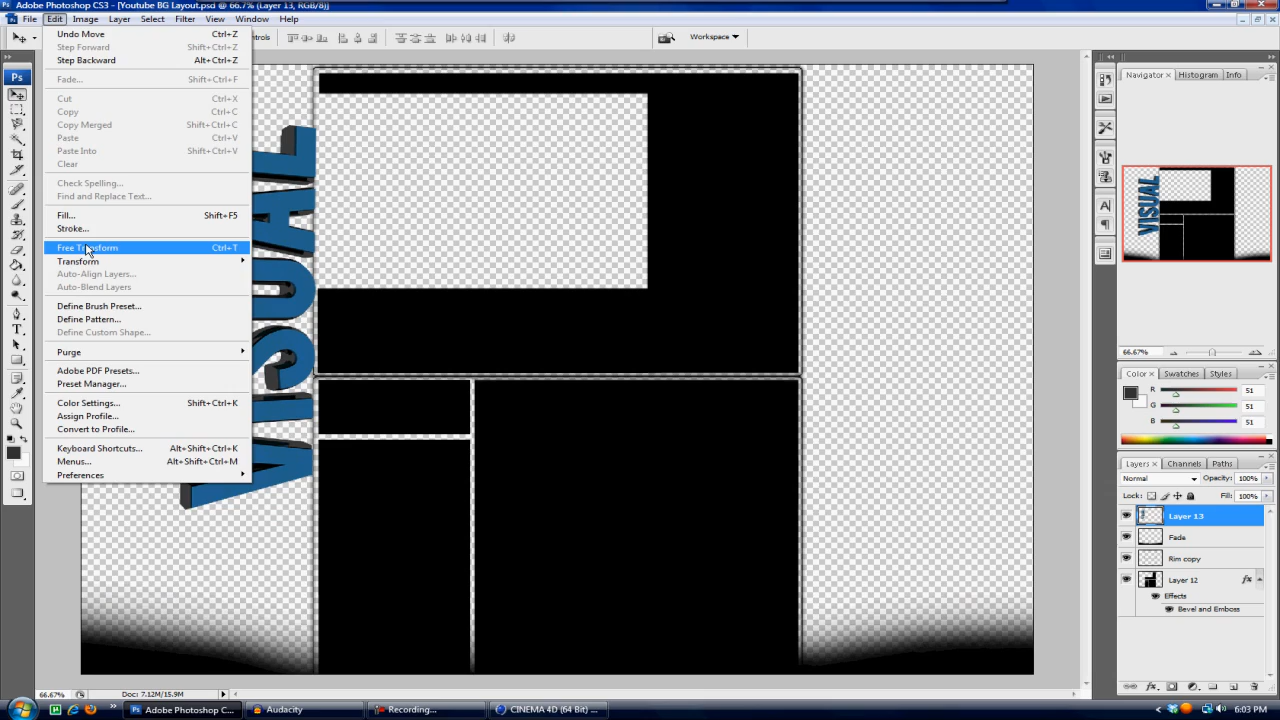 Adobe Photoshop CS3 - [Youtube BG Layout.psd @ 66.7% (Layer 13, RGB/8)]
File Edit Image Layer Select Filter View Window Help
Workspace
Undo Move Ctrl+Z
Step Forward Shift+Ctrl+Z
Step Backward Alt+Ctrl+Z
Fade... Shift+Ctrl+F
Cut Ctrl+X
Copy Ctrl+C
Copy Merged Shift+Ctrl+C
Paste Ctrl+V
Paste Into Shift+Ctrl+V
Clear
Check Spelling...
Find and Replace Text...
Fill... Shift+F5
Stroke...
Free Transform Ctrl+T
Transform
Auto-Align Layers...
Auto-Blend Layers
Define Brush Preset...
Define Pattern...
Define Custom Shape...
Purge
Adobe PDF Presets...
Preset Manager...
Color Settings... Shift+Ctrl+K
Assign Profile...
Convert to Profile...
Keyboard Shortcuts... Alt+Shift+Ctrl+K
Menus... Alt+Shift+Ctrl+M
Preferences
Ps
VISUAL
Navigator × Histogram Info
VISUAL
66.67%
Color × Swatches Styles
R 51
G 51
B 51
Layers × Channels Paths
Normal Opacity: 100%
Lock: Fill: 100%
Layer 13
Fade
Rim copy
Layer 12 fx
Effects
Bevel and Emboss
66.67% Doc: 7.12M/15.9M
Adobe Photoshop C... Audacity Recording... CINEMA 4D (64 Bit) ... 6:03 PM